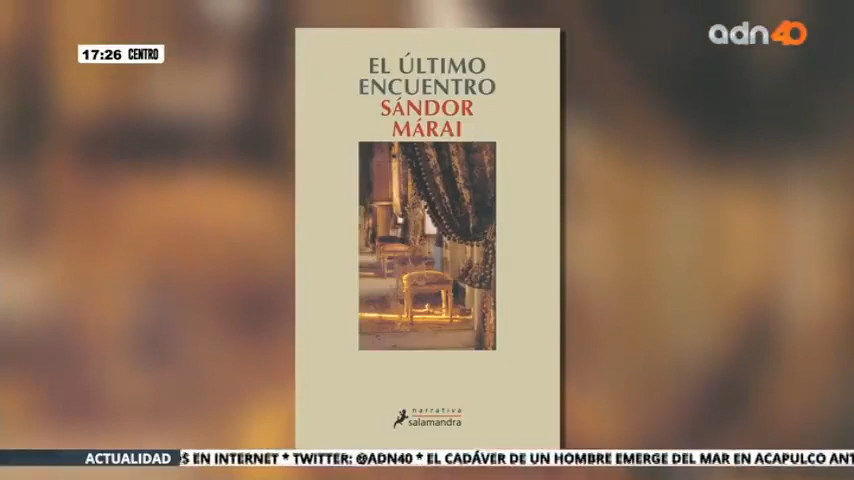 17:26 CENTRO
adn40
EL ÚLTIMO
ENCUENTRO
SÁNDOR
MÁRAI
narrativa
salamandra
ACTUALIDAD
S EN INTERNET * TWITTER: @ADN40 * EL CADÁVER DE UN HOMBRE EMERGE DEL MAR EN ACAPULCO ANT